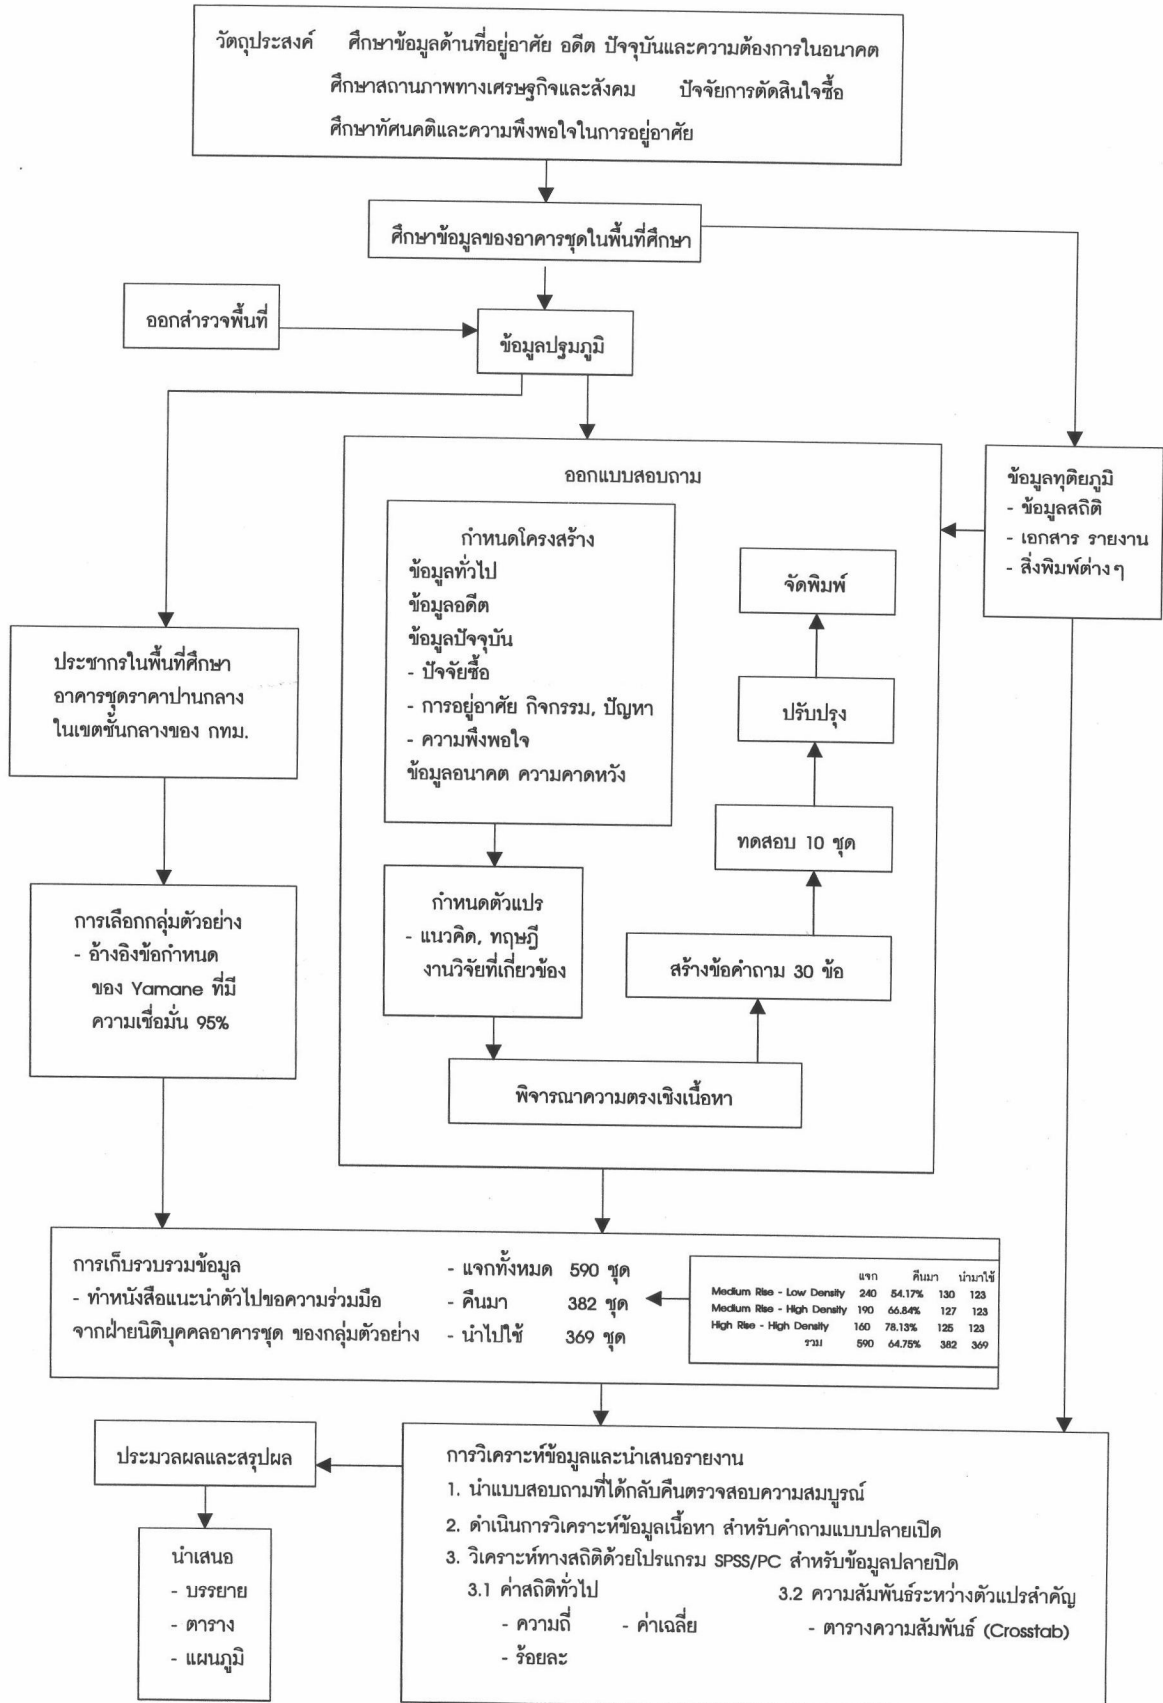 วัตถุประสงค์ ศึกษาข้อมูลด้านที่อยู่อาศัย อดีต ปัจจุบันและความต้องการในอนาคต
ศึกษาสถานภาพทางเศรษฐกิจและสังคม ปัจจัยการตัดสินใจซื้อ
ศึกษาทัศนคติและความพึงพอใจในการอยู่อาศัย
ศึกษาข้อมูลของอาคารชุดในพื้นที่ศึกษา
ออกสำรวจพื้นที่
ข้อมูลปฐมภูมิ
ข้อมูลทุติยภูมิ
- ข้อมูลสถิติ
- เอกสาร รายงาน
- สิ่งพิมพ์ต่างๆ
ออกแบบสอบถาม
กำหนดโครงสร้าง
ข้อมูลทั่วไป
ข้อมูลอดีต
ข้อมูลปัจจุบัน
- ปัจจัยซื้อ
- การอยู่อาศัย กิจกรรม, ปัญหา
- ความพึงพอใจ
ข้อมูลอนาคต ความคาดหวัง
จัดพิมพ์
ปรับปรุง
ทดสอบ 10 ชุด
สร้างข้อคำถาม 30 ข้อ
กำหนดตัวแปร
- แนวคิด, ทฤษฎี
งานวิจัยที่เกี่ยวข้อง
พิจารณาความตรงเชิงเนื้อหา
ประชากรในพื้นที่ศึกษา
อาคารชุดราคาปานกลาง
ในเขตชั้นกลางของ กทม.
การเลือกกลุ่มตัวอย่าง
- อ้างอิงข้อกำหนด
ของ Yamane ที่มี
ความเชื่อมั่น 95%
การเก็บรวบรวมข้อมูล
- ทำหนังสือแนะนำตัวไปขอความร่วมมือ
จากฝ่ายนิติบุคคลอาคารชุด ของกลุ่มตัวอย่าง
- แจกทั้งหมด 590 ชุด
- คืนมา 382 ชุด
- นำไปใช้ 369 ชุด
แจก คืนมา นำมาใช้
Medium Rise - Low Density 240 54.17% 130 123
Medium Rise - High Density 190 66.84% 127 123
High Rise - High Density 160 78.13% 125 123
รวม 590 64.75% 382 369
การวิเคราะห์ข้อมูลและนำเสนอรายงาน
1. นำแบบสอบถามที่ได้กลับคืนตรวจสอบความสมบูรณ์
2. ดำเนินการวิเคราะห์ข้อมูลเนื้อหา สำหรับคำถามแบบปลายเปิด
3. วิเคราะห์ทางสถิติด้วยโปรแกรม SPSS/PC สำหรับข้อมูลปลายปิด
3.1 ค่าสถิติทั่วไป 3.2 ความสัมพันธ์ระหว่างตัวแปรสำคัญ
- ความถี่ - ค่าเฉลี่ย - ตารางความสัมพันธ์ (Crosstab)
- ร้อยละ
ประมวลผลและสรุปผล
นำเสนอ
- บรรยาย
- ตาราง
- แผนภูมิ